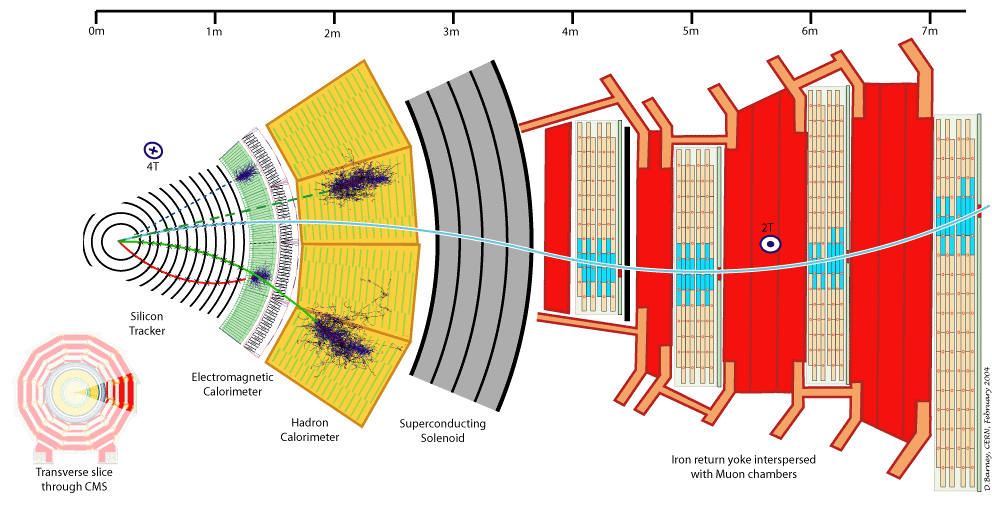 0m 1m 2m 3m 4m 5m 6m 7m
4T
2T
Silicon
Tracker
Electromagnetic
Calorimeter
Hadron
Calorimeter
Superconducting
Solenoid
Iron return yoke interspersed
with Muon chambers
Transverse slice
through CMS
D.Barney, CERN, February 2004